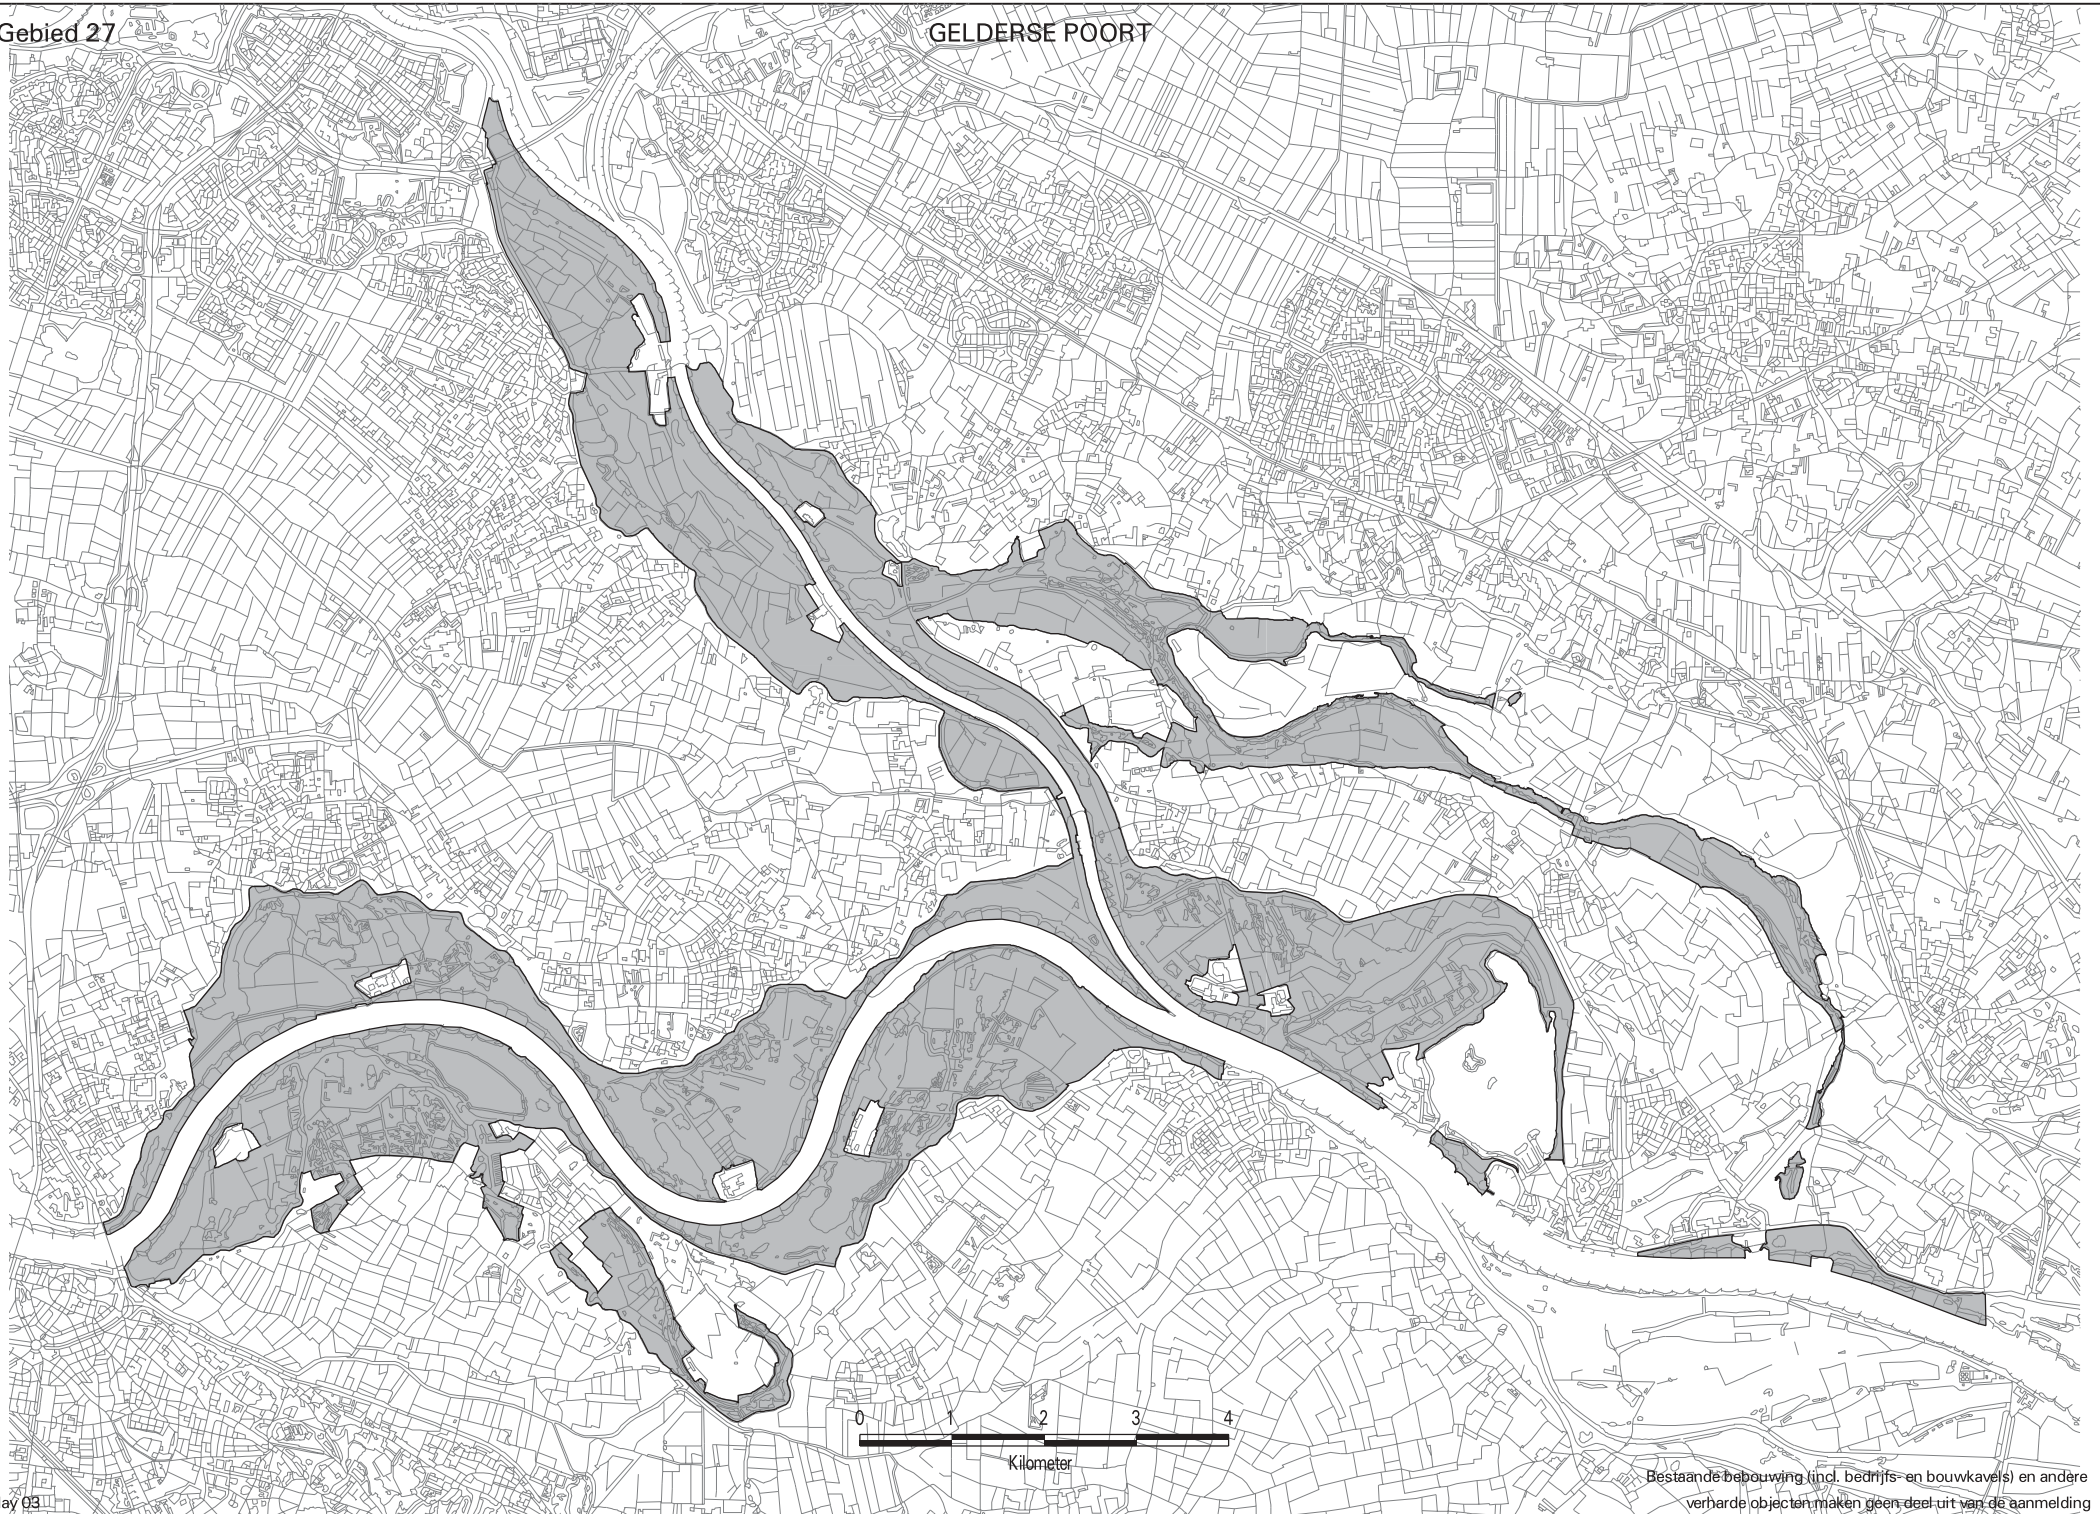 Gebied 27
GELDERSE POORT
0 1 2 3 4
Kilometer
Bestaande bebouwing (incl. bedrijfs- en bouwkavels) en andere
verharde objecten maken geen deel uit van de aanmelding
03